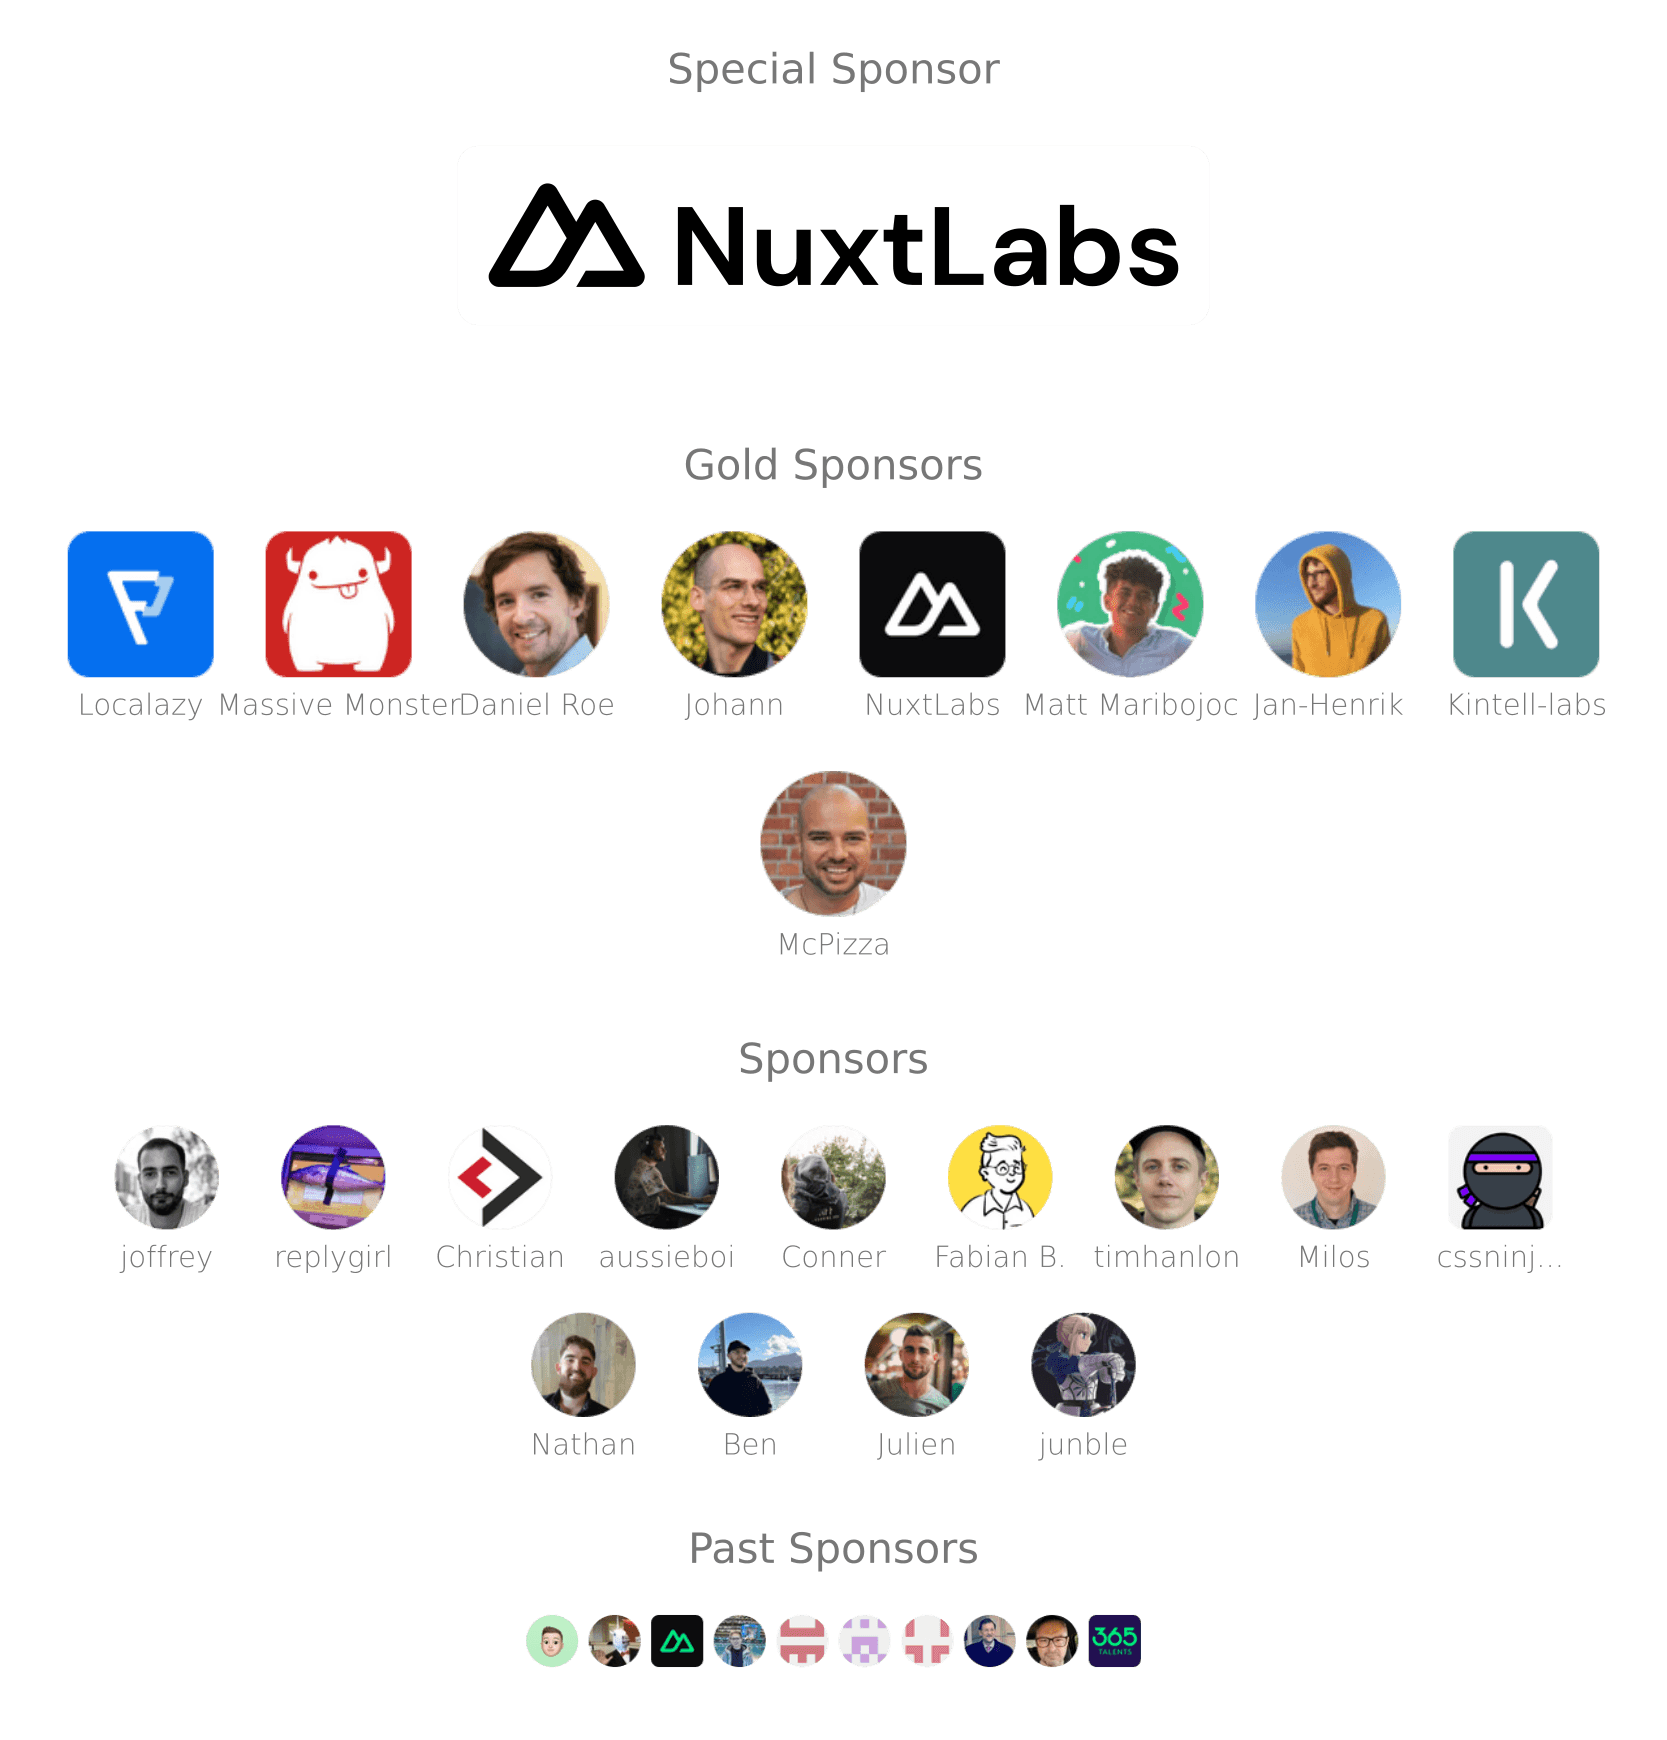 Special Sponsor
NuxtLabs
Gold Sponsors
Localazy Massive Monster Daniel Roe Johann NuxtLabs Matt Maribojoc Jan-Henrik Kintell-labs
McPizza
Sponsors
joffrey replygirl Christian aussieboi Conner Fabian B. timhanlon Milos cssninj...
Nathan Ben Julien junble
Past Sponsors
365
TALENTS